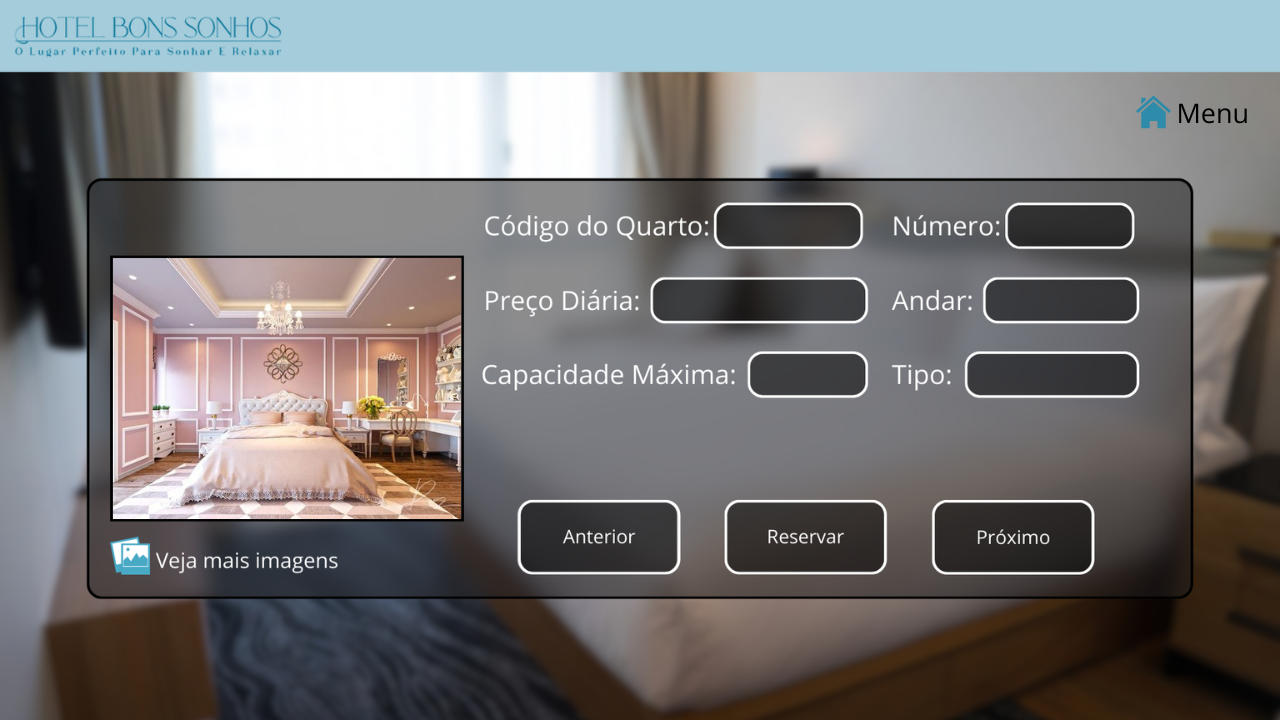 HOTEL BONS SONHOS
O Lugar Perfeito Para Sonhar E Relaxar
Menu
Código do Quarto:
Número:
Preço Diária:
Andar:
Capacidade Máxima:
Tipo:
Anterior
Reservar
Próximo
Veja mais imagens